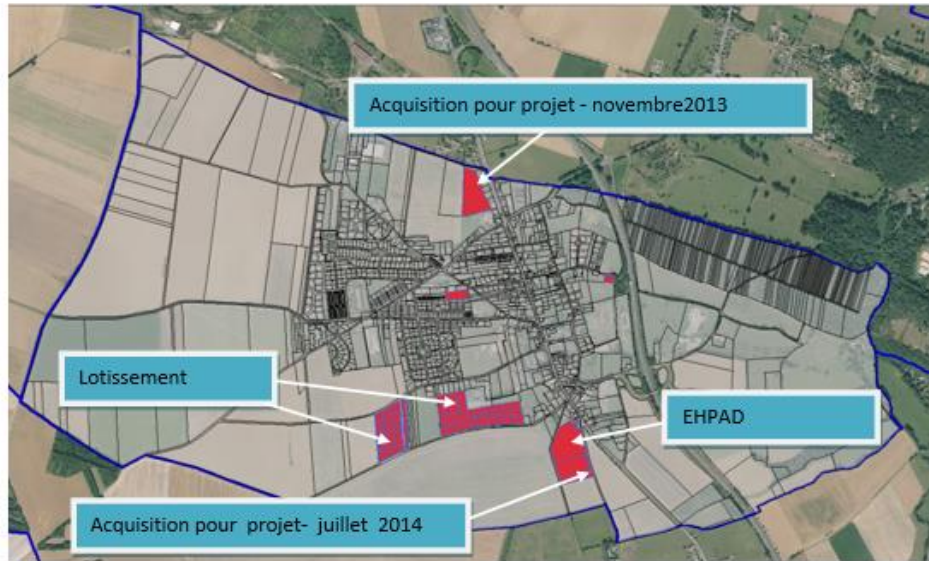 Acquisition pour projet - novembre2013
Lotissement
EHPAD
Acquisition pour  projet-  juillet  2014